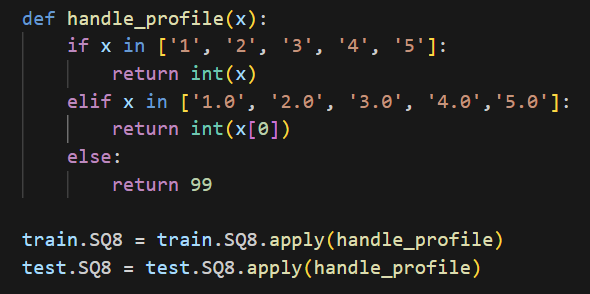 def handle_profile(x):
    if x in ['1', '2', '3', '4', '5']:
        return int(x)
    elif x in ['1.0', '2.0', '3.0', '4.0','5.0']:
        return int(x[0])
    else:
        return 99

train.SQ8 = train.SQ8.apply(handle_profile)
test.SQ8 = test.SQ8.apply(handle_profile)